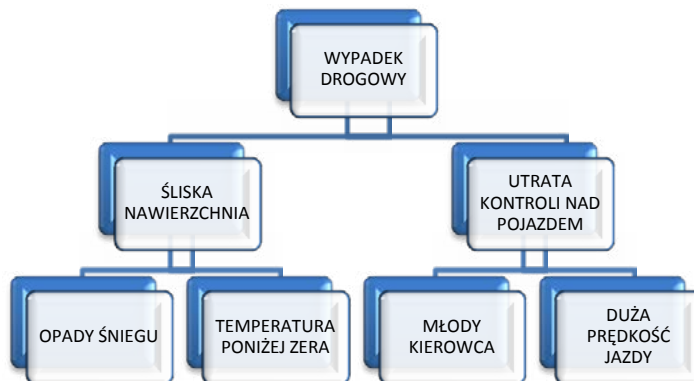 WYPADEK
DROGOWY
ŚLISKA
NAWIERZCHNIA
UTRATA
KONTROLI NAD
POJAZDEM
OPADY ŚNIEGU
TEMPERATURA
PONIŻEJ ZERA
MŁODY
KIEROWCA
DUŻA
PRĘDKOŚĆ
JAZDY